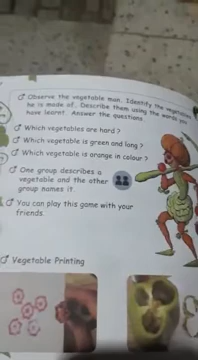 Observe the vegetable man. Identify the vegetables
he is made of. Describe them using the words you
have learnt. Answer the questions.
Which vegetables are hard?
Which vegetable is green and long?
Which vegetable is orange in colour?
One group describes a
vegetable and the other
group names it.
You can play this game with your
friends.
Vegetable Printing